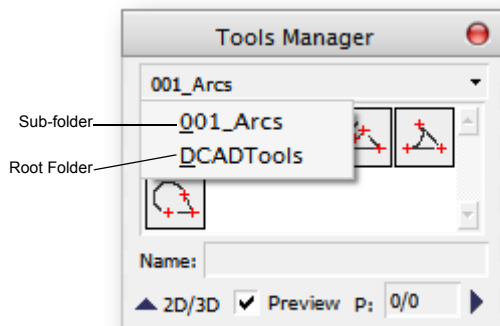 Tools Manager
001_Arcs
Sub-folder
001_Arcs
Root Folder
DCADTools
Name:
2D/3D Preview P: 0/0